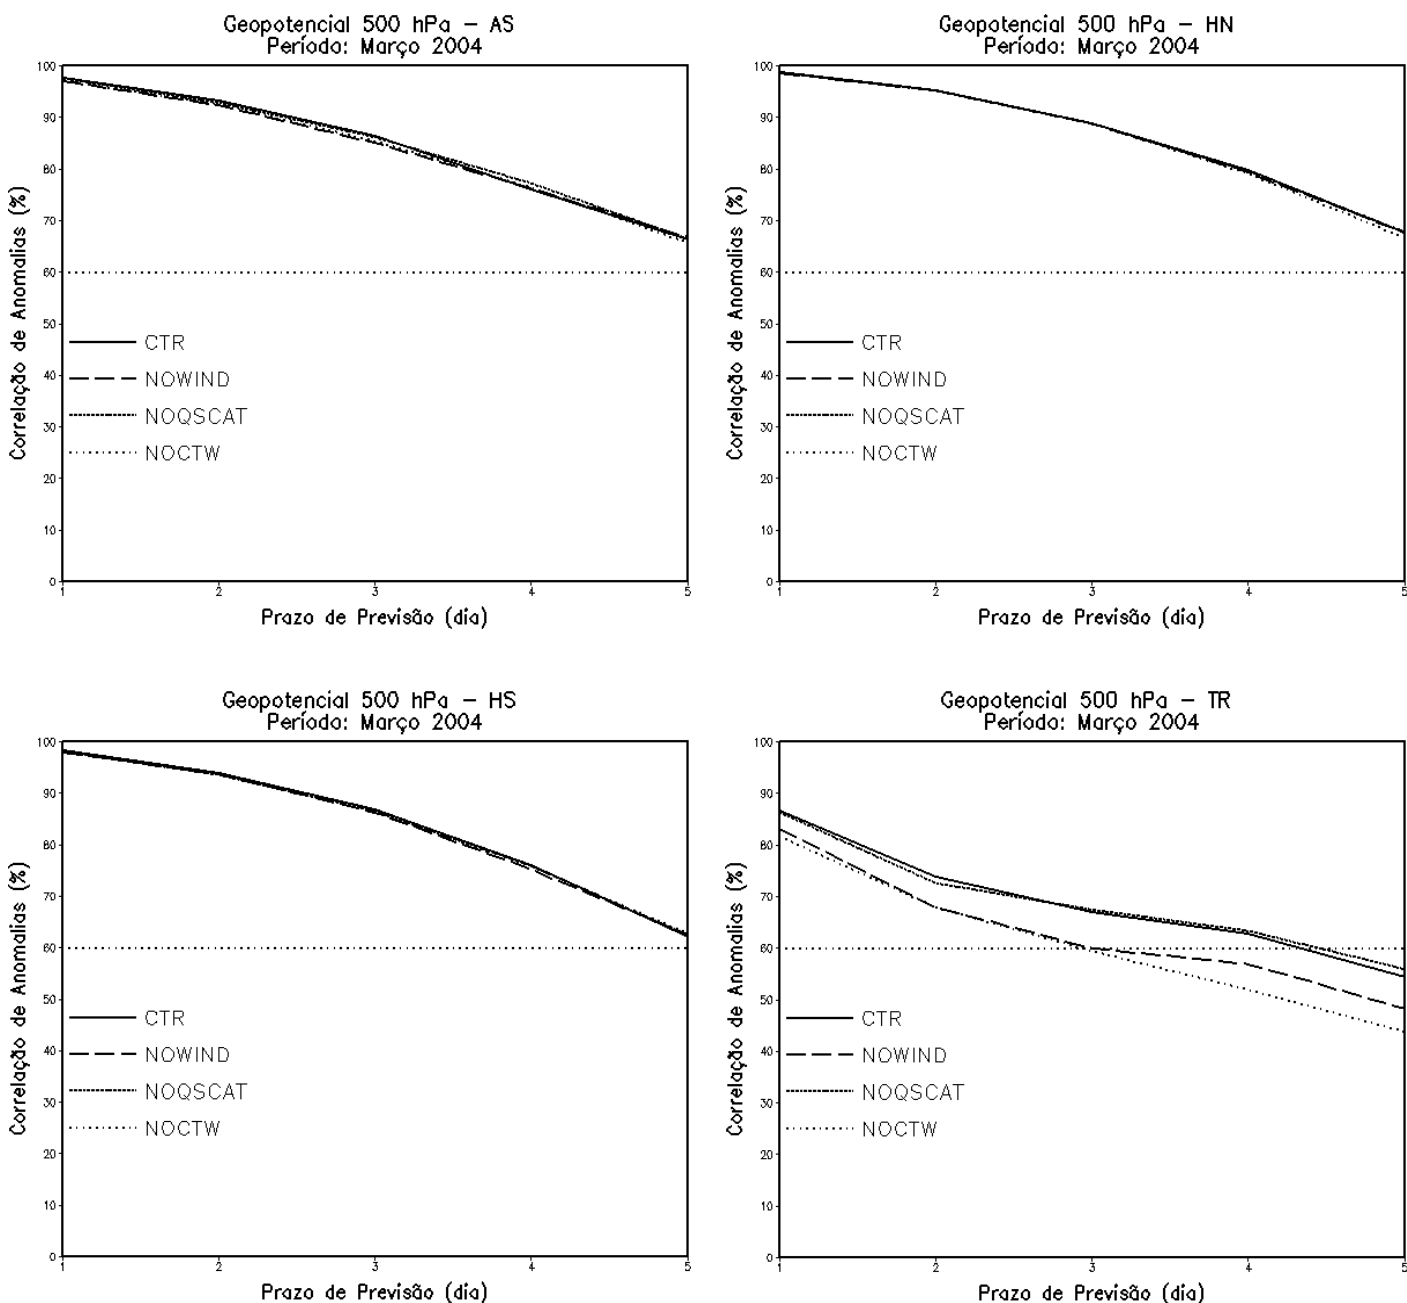 Geopotencial 500 hPa – AS
Período: Março 2004
Correlação de Anomalias (%)
100
90
80
70
60
50
40
30
20
10
0
CTR
NOWIND
NOQSCAT
NOCTW
1 2 3 4 5
Prazo de Previsão (dia)
Geopotencial 500 hPa – HN
Período: Março 2004
Correlação de Anomalias (%)
100
90
80
70
60
50
40
30
20
10
0
CTR
NOWIND
NOQSCAT
NOCTW
1 2 3 4 5
Prazo de Previsão (dia)
Geopotencial 500 hPa – HS
Período: Março 2004
Correlação de Anomalias (%)
100
90
80
70
60
50
40
30
20
10
0
CTR
NOWIND
NOQSCAT
NOCTW
1 2 3 4 5
Prazo de Previsão (dia)
Geopotencial 500 hPa – TR
Período: Março 2004
Correlação de Anomalias (%)
100
90
80
70
60
50
40
30
20
10
0
CTR
NOWIND
NOQSCAT
NOCTW
1 2 3 4 5
Prazo de Previsão (dia)